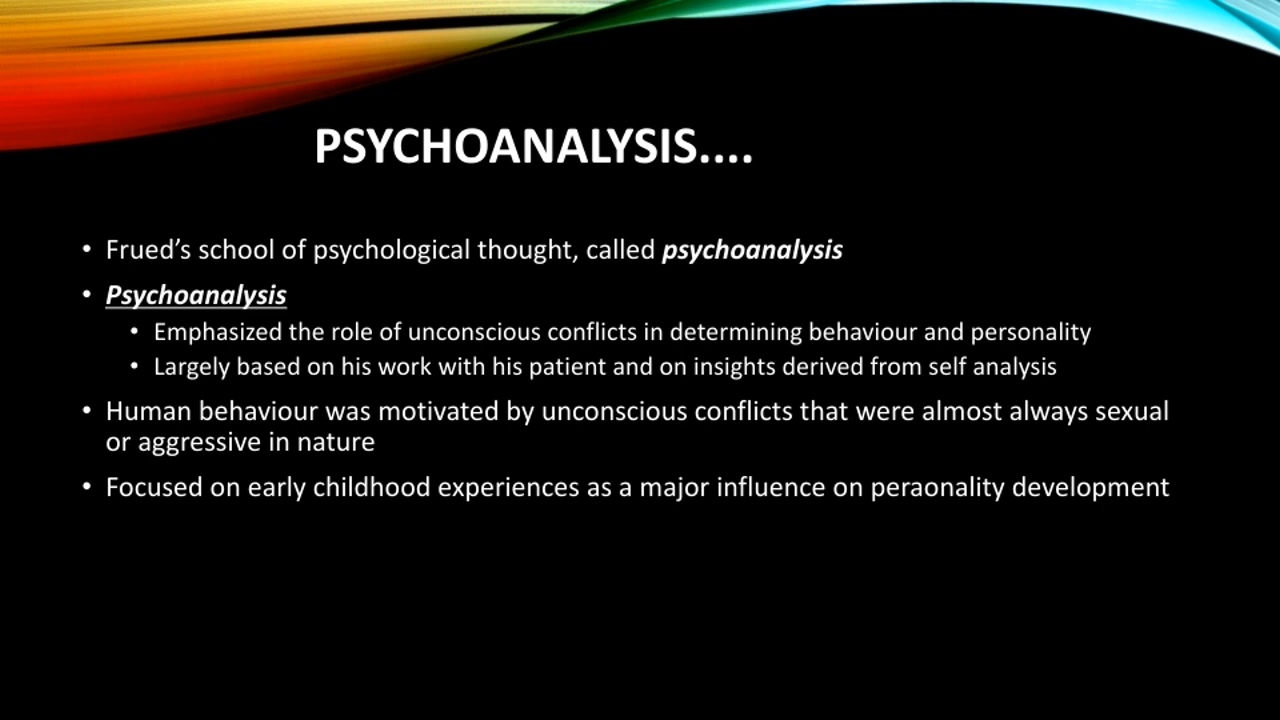 PSYCHOANALYSIS....
• Frued’s school of psychological thought, called psychoanalysis
• Psychoanalysis
• Emphasized the role of unconscious conflicts in determining behaviour and personality
• Largely based on his work with his patient and on insights derived from self analysis
• Human behaviour was motivated by unconscious conflicts that were almost always sexual
or aggressive in nature
• Focused on early childhood experiences as a major influence on peraonality development